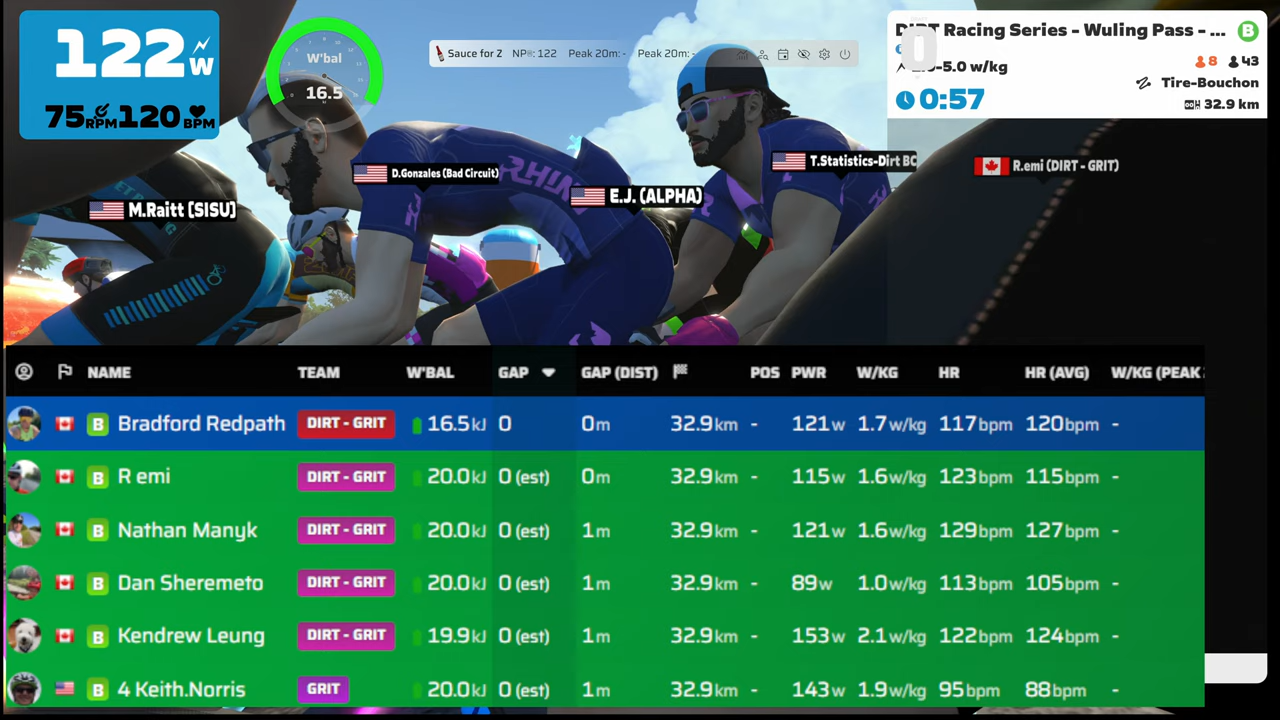 122 W
75 RPM 120 BPM
W'bal
16.5
Sauce for Z NP®: 122 Peak 20m: - Peak 20m: -
Racing Series - Wuling Pass - ... B
-5.0 w/kg
8 43
Tire-Bouchon
0:57
32.9 km
M.Raitt [SISU]
D.Gonzales (Bad Circuit)
E.J. (ALPHA)
T.Statistics-Dirt BC
R.emi (DIRT - GRIT)
RHINO
NAME TEAM W'BAL GAP GAP (DIST) POS PWR W/KG HR HR (AVG) W/KG (PEAK
B Bradford Redpath DIRT - GRIT 16.5kJ 0 0m 32.9km - 121w 1.7w/kg 117bpm 120bpm -
B R emi DIRT - GRIT 20.0kJ 0 (est) 0m 32.9km - 115w 1.6w/kg 123bpm 115bpm -
B Nathan Manyk DIRT - GRIT 20.0kJ 0 (est) 1m 32.9km - 121w 1.6w/kg 129bpm 127bpm -
B Dan Sheremeto DIRT - GRIT 20.0kJ 0 (est) 1m 32.9km - 89w 1.0w/kg 113bpm 105bpm -
B Kendrew Leung DIRT - GRIT 19.9kJ 0 (est) 1m 32.9km - 153w 2.1w/kg 122bpm 124bpm -
B 4 Keith.Norris GRIT 20.0kJ 0 (est) 1m 32.9km - 143w 1.9w/kg 95bpm 88bpm -